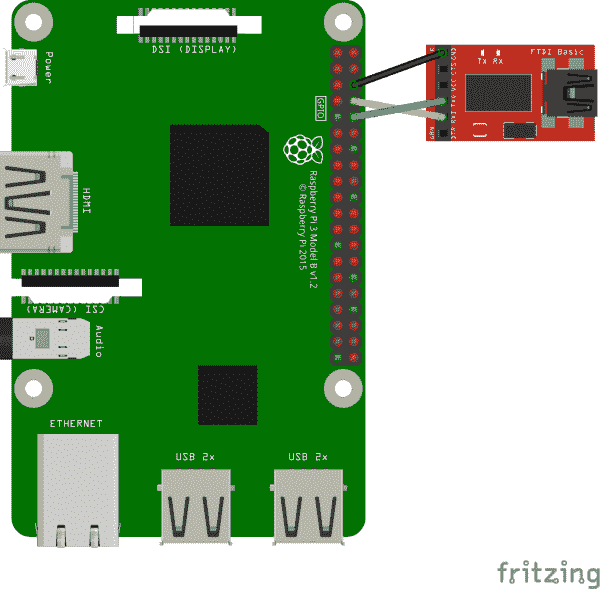 DSI (DISPLAY)
Power
GPIO
Raspberry Pi 3 Model B v1.2
© Raspberry Pi 2015
HDMI
CSI (CAMERA)
Audio
ETHERNET
USB 2x
USB 2x
FTDI Basic
Tx Rx
fritzing